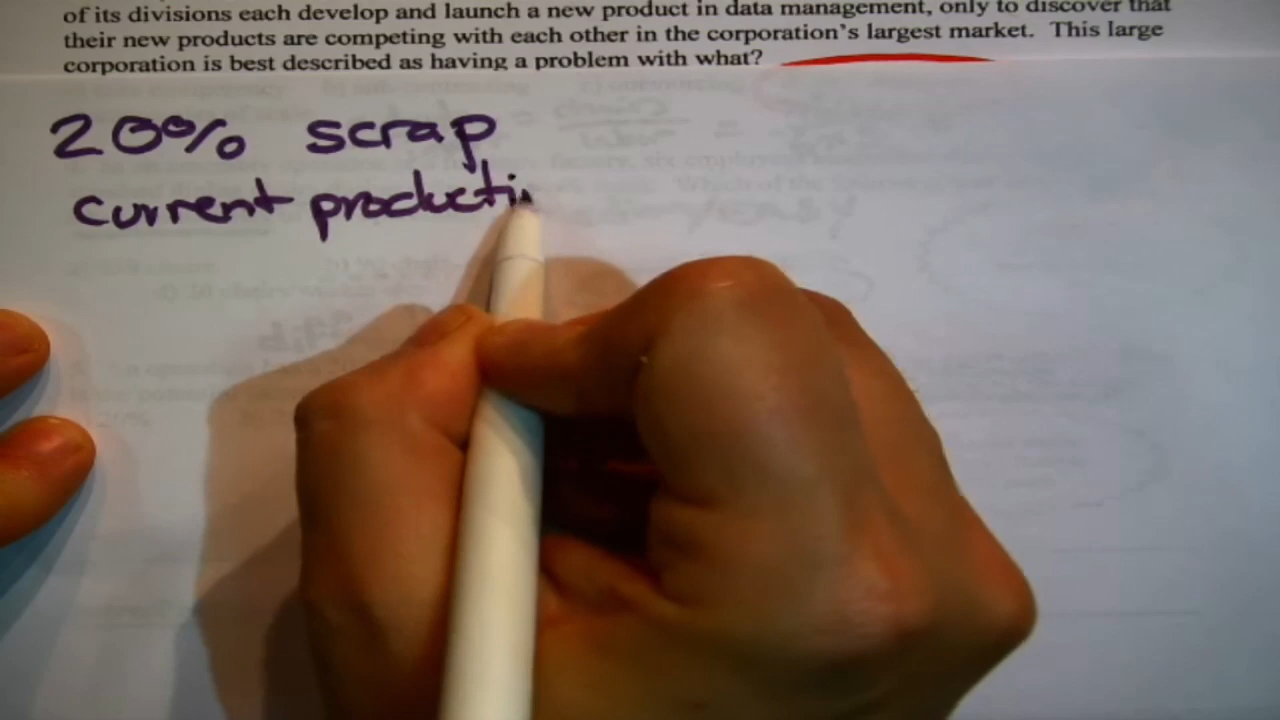 of its divisions each develop and launch a new product in data management, only to discover that
their new products are competing with each other in the corporation's largest market. This large
corporation is best described as having a problem with what?
20% scrap
current producti